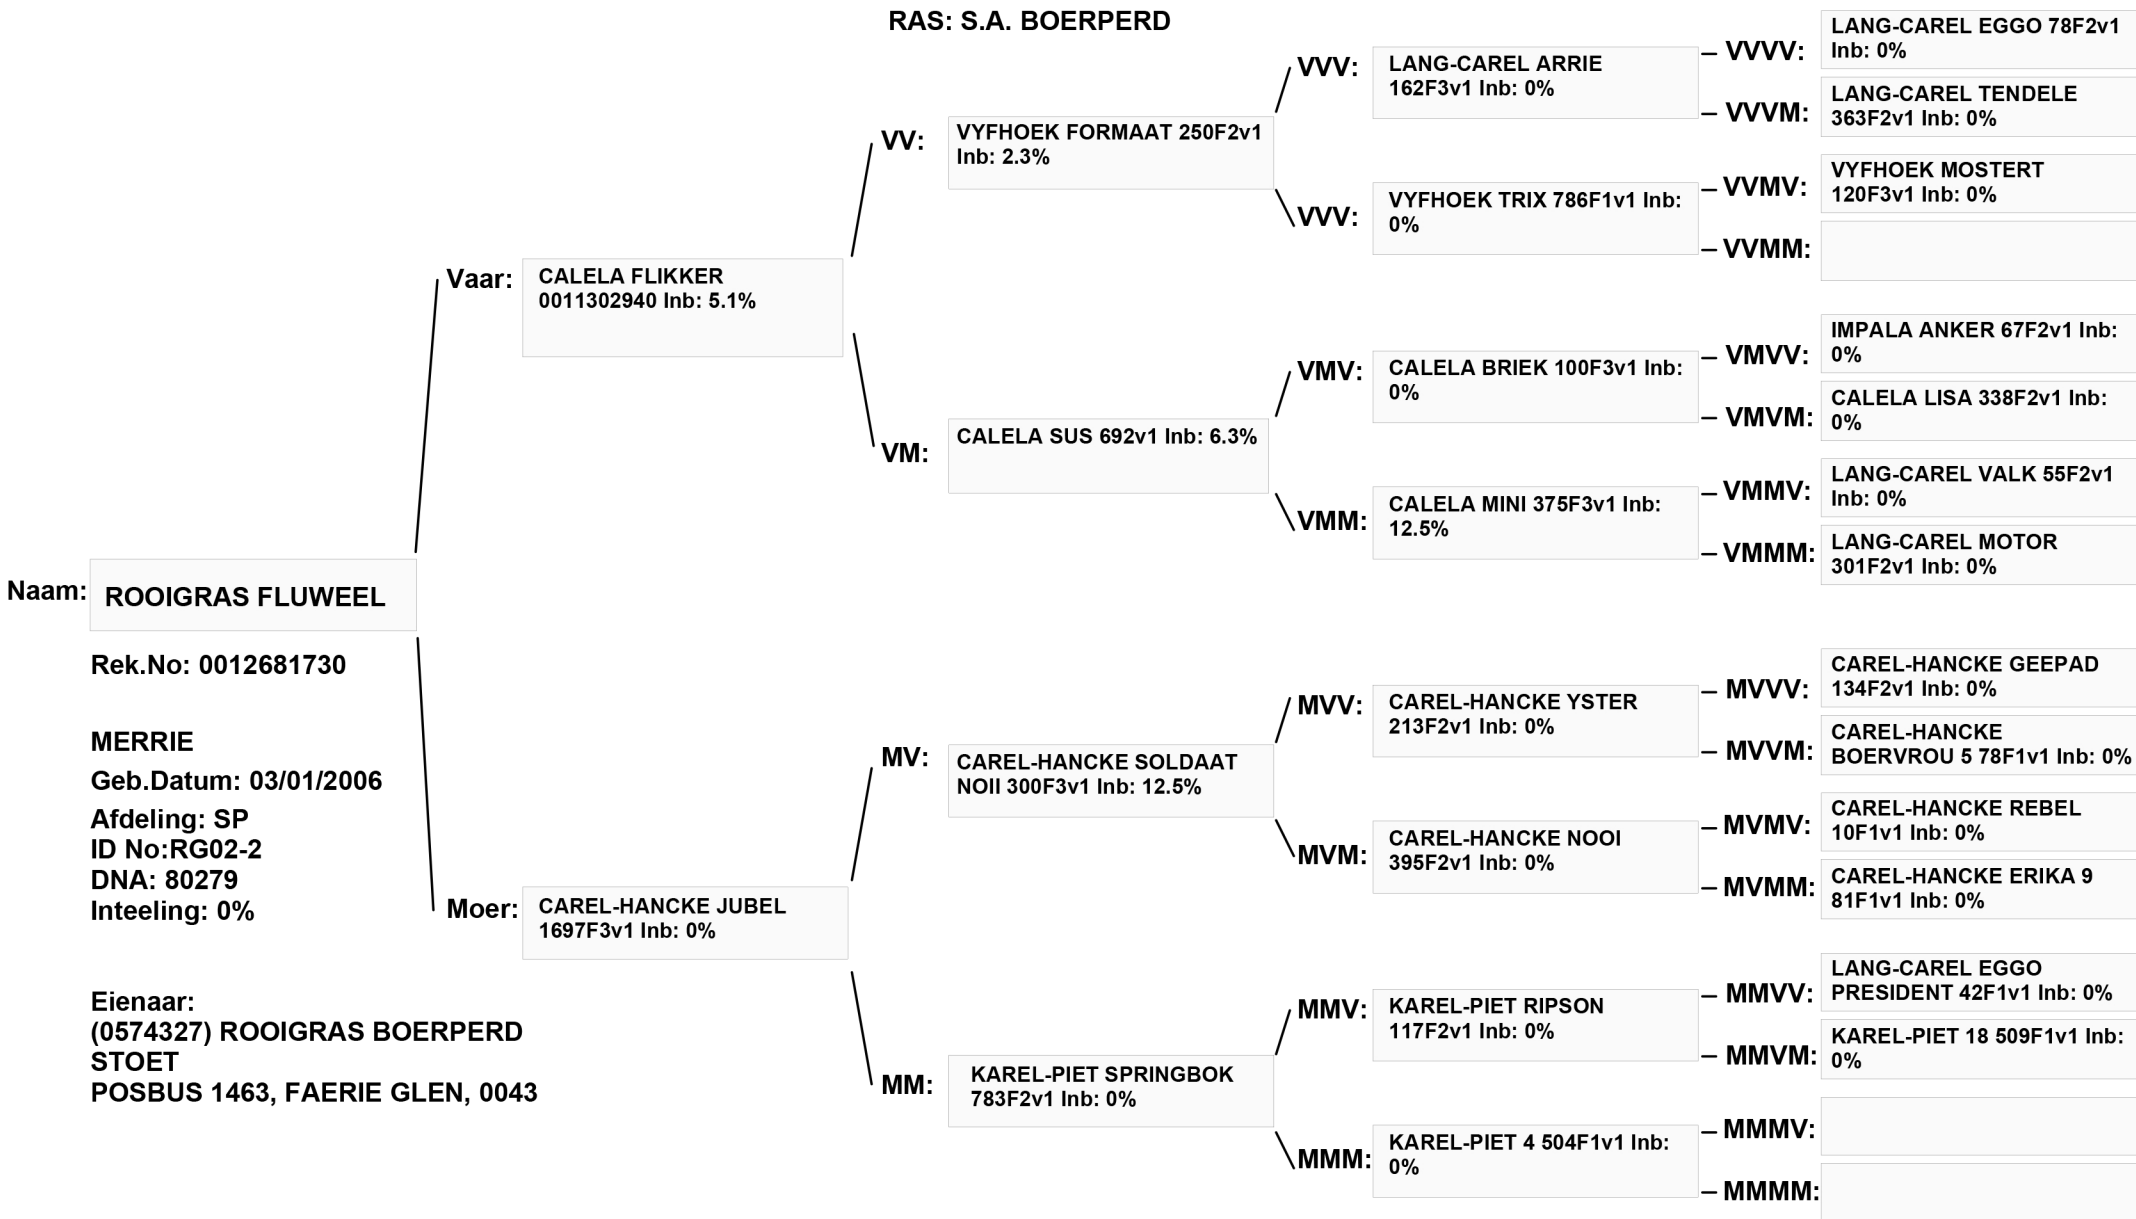 RAS: S.A. BOERPERD
Naam:
ROOIGRAS FLUWEEL
Rek.No: 0012681730
MERRIE
Geb.Datum: 03/01/2006
Afdeling: SP
ID No:RG02-2
DNA: 80279
Inteeling: 0%
Eienaar:
(0574327) ROOIGRAS BOERPERD
STOET
POSBUS 1463, FAERIE GLEN, 0043
Vaar:
CALELA FLIKKER
0011302940 Inb: 5.1%
Moer:
CAREL-HANCKE JUBEL
1697F3v1 Inb: 0%
VV:
VYFHOEK FORMAAT 250F2v1
Inb: 2.3%
VM:
CALELA SUS 692v1 Inb: 6.3%
MV:
CAREL-HANCKE SOLDAAT
NOII 300F3v1 Inb: 12.5%
MM:
KAREL-PIET SPRINGBOK
783F2v1 Inb: 0%
VVV:
LANG-CAREL ARRIE
162F3v1 Inb: 0%
VVV:
VYFHOEK TRIX 786F1v1 Inb:
0%
VMV:
CALELA BRIEK 100F3v1 Inb:
0%
VMM:
CALELA MINI 375F3v1 Inb:
12.5%
MVV:
CAREL-HANCKE YSTER
213F2v1 Inb: 0%
MVM:
CAREL-HANCKE NOOI
395F2v1 Inb: 0%
MMV:
KAREL-PIET RIPSON
117F2v1 Inb: 0%
MMM:
KAREL-PIET 4 504F1v1 Inb:
0%
VVVV:
LANG-CAREL EGGO 78F2v1
Inb: 0%
VVVM:
LANG-CAREL TENDELE
363F2v1 Inb: 0%
VVMV:
VYFHOEK MOSTERT
120F3v1 Inb: 0%
VVMM:
VMVV:
IMPALA ANKER 67F2v1 Inb:
0%
VMVM:
CALELA LISA 338F2v1 Inb:
0%
VMMV:
LANG-CAREL VALK 55F2v1
Inb: 0%
VMMM:
LANG-CAREL MOTOR
301F2v1 Inb: 0%
MVVV:
CAREL-HANCKE GEEPAD
134F2v1 Inb: 0%
MVVM:
CAREL-HANCKE
BOERVROU 5 78F1v1 Inb: 0%
MVMV:
CAREL-HANCKE REBEL
10F1v1 Inb: 0%
MVMM:
CAREL-HANCKE ERIKA 9
81F1v1 Inb: 0%
MMVV:
LANG-CAREL EGGO
PRESIDENT 42F1v1 Inb: 0%
MMVM:
KAREL-PIET 18 509F1v1 Inb:
0%
MMMV:
MMMM: